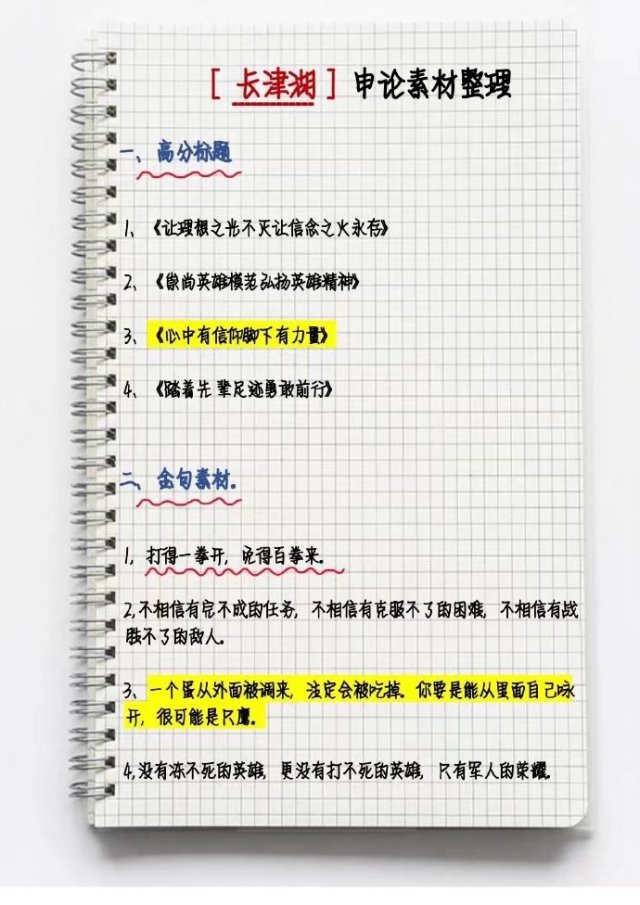 [ 长津湖 ] 申论素材整理
一、高分标题
1、《让理想之光不灭让信念之火永存》
2、《崇尚英雄模范弘扬英雄精神》
3、《心中有信仰脚下有力量》
4、《踏着先辈足迹勇敢前行》
二、金句素材.
1, 打得一拳开, 免得百拳来.
2,不相信有完不成的任务, 不相信有克服不了的困难, 不相信有战
胜不了的敌人.
3、一个蛋从外面被调来, 注定会被吃掉. 你要是能从里面自己啄
开, 很可能是只鹰.
4,没有冻不死的英雄, 更没有打不死的英雄, 只有军人的荣耀.